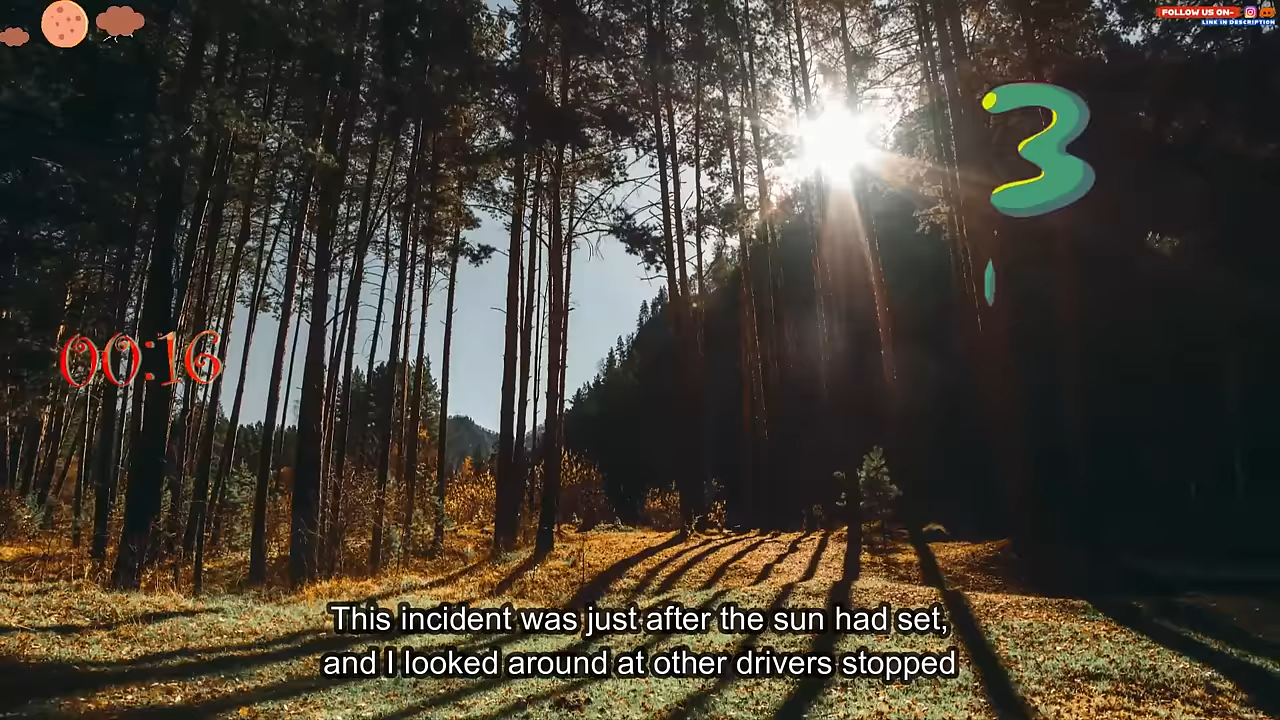 FOLLOW US ON-
LINK IN DESCRIPTION
3
00:16
This incident was just after the sun had set,
and I looked around at other drivers stopped